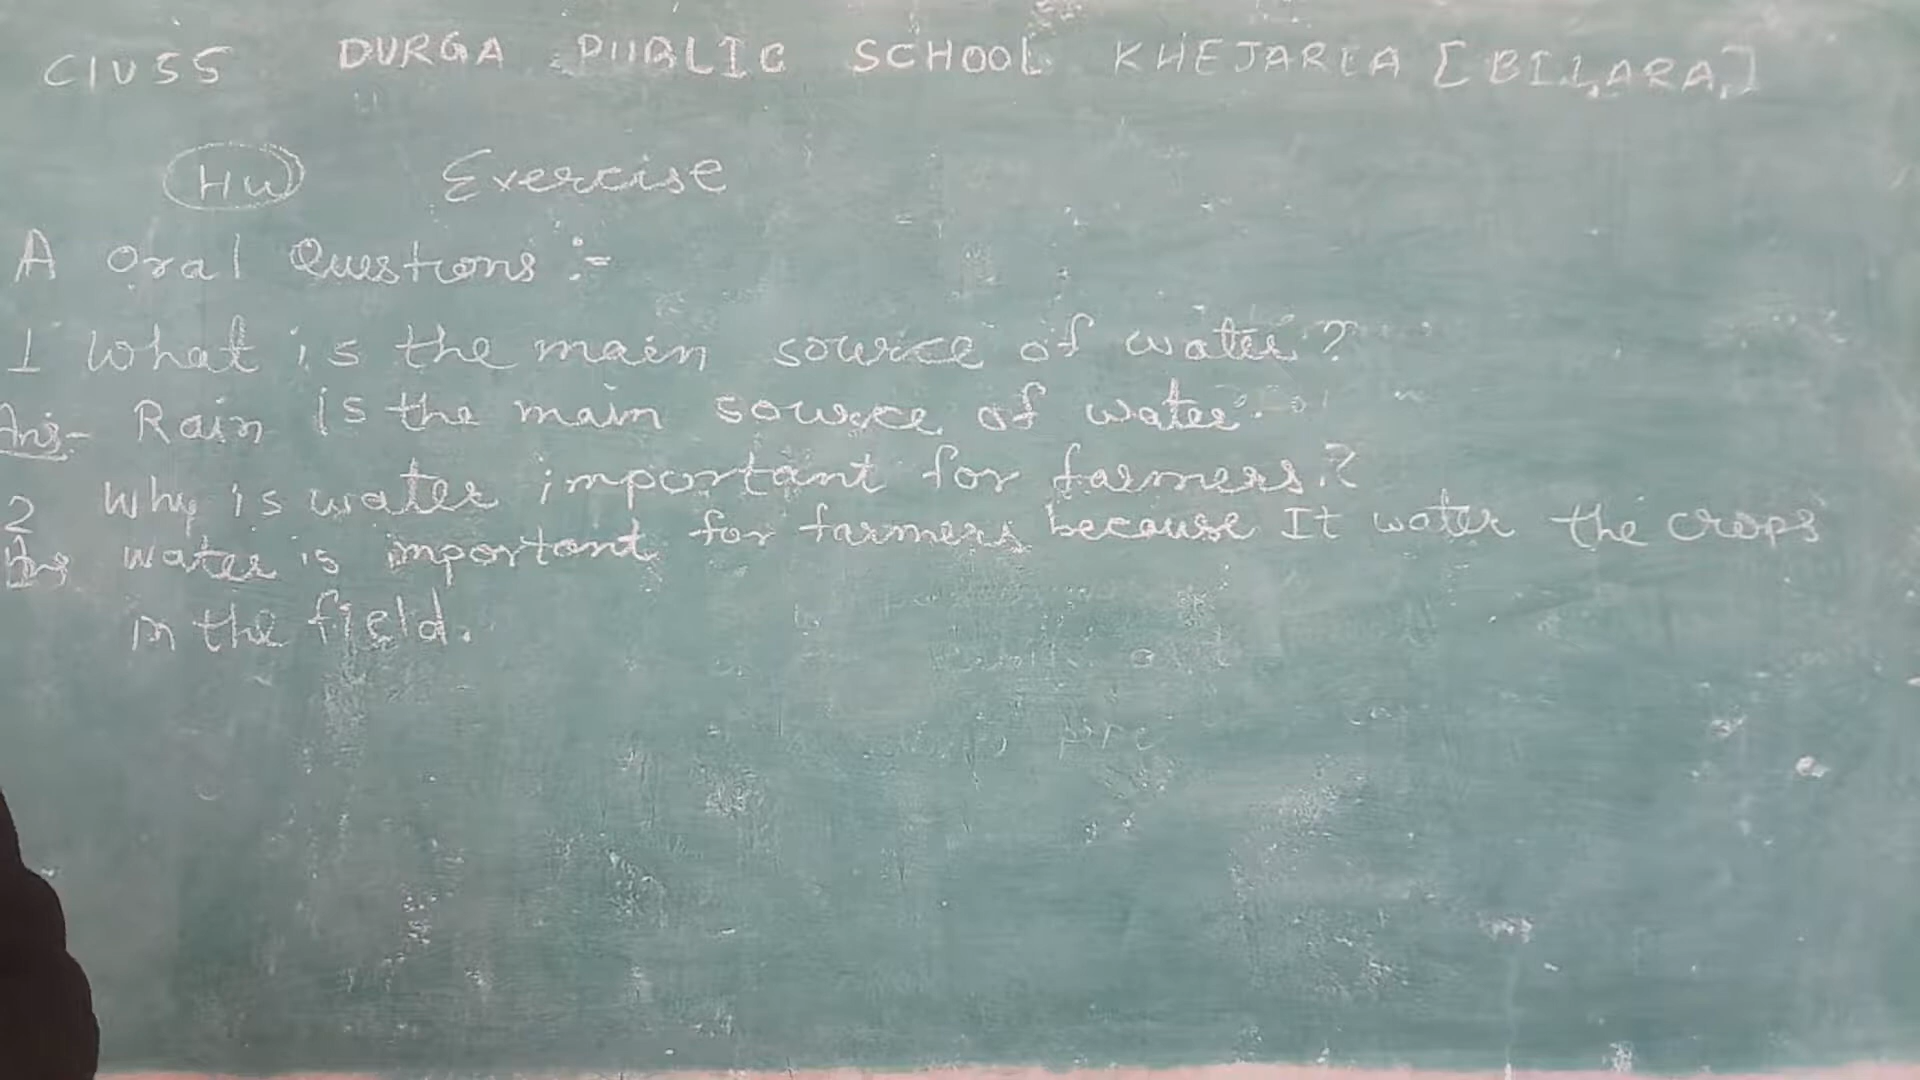 DURGA PUBLIC SCHOOL KHEJARLA [BILARA]
HW Exercise
A Oral Questions :-
1 What is the main source of water?
Ans- Rain is the main source of water.
2 Why is water important for farmers?
Ans water is important for farmers because It water the crops
in the field.